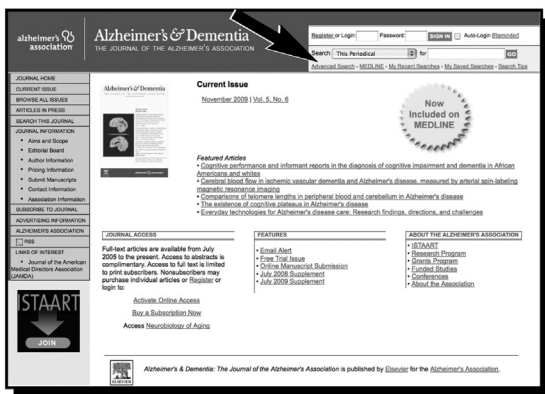 alzheimer's association
Alzheimer's & Dementia
THE JOURNAL OF THE ALZHEIMER'S ASSOCIATION
Register or Login: Password: SIGN IN Auto-Login [Reminder]
Search This Periodical for GO
Advanced Search - MEDLINE - My Recent Searches - My Saved Searches - Search Tips
JOURNAL HOME
CURRENT ISSUE
BROWSE ALL ISSUES
ARTICLES IN PRESS
SEARCH THIS JOURNAL
JOURNAL INFORMATION
• Aims and Scope
• Editorial Board
• Author Information
• Pricing Information
• Submit Manuscripts
• Contact Information
• Association Information
SUBSCRIBE TO JOURNAL
ADVERTISING INFORMATION
ALZHEIMER'S ASSOCIATION
RSS
LINKS OF INTEREST
• Journal of the American
Medical Directors Association
(JAMDA)
ISTAART
JOIN
Alzheimer's & Dementia
Current Issue
November 2009 | Vol. 5, No. 6
Now
Included on
MEDLINE
Featured Articles
• Cognitive performance and informant reports in the diagnosis of cognitive impairment and dementia in African
Americans and whites
• Cerebral blood flow in ischemic vascular dementia and Alzheimer's disease, measured by arterial spin-labeling
magnetic resonance imaging
• Comparisons of telomere lengths in peripheral blood and cerebellum in Alzheimer's disease
• The existence of cognitive plateaus in Alzheimer's disease
• Everyday technologies for Alzheimer's disease care: Research findings, directions, and challenges
JOURNAL ACCESS
Full-text articles are available from July
2005 to the present. Access to abstracts is
complimentary. Access to full text is limited
to print subscribers. Nonsubscribers may
purchase individual articles or Register or
login to:
Activate Online Access
Buy a Subscription Now
Access Neurobiology of Aging
FEATURES
• Email Alert
• Free Trial Issue
• Online Manuscript Submission
• July 2008 Supplement
• July 2009 Supplement
ABOUT THE ALZHEIMER'S ASSOCIATION
• ISTAART
• Research Program
• Grants Program
• Funded Studies
• Conferences
• About the Association
ELSEVIER
Alzheimer's & Dementia: The Journal of the Alzheimer's Association is published by Elsevier for the Alzheimer's Association.